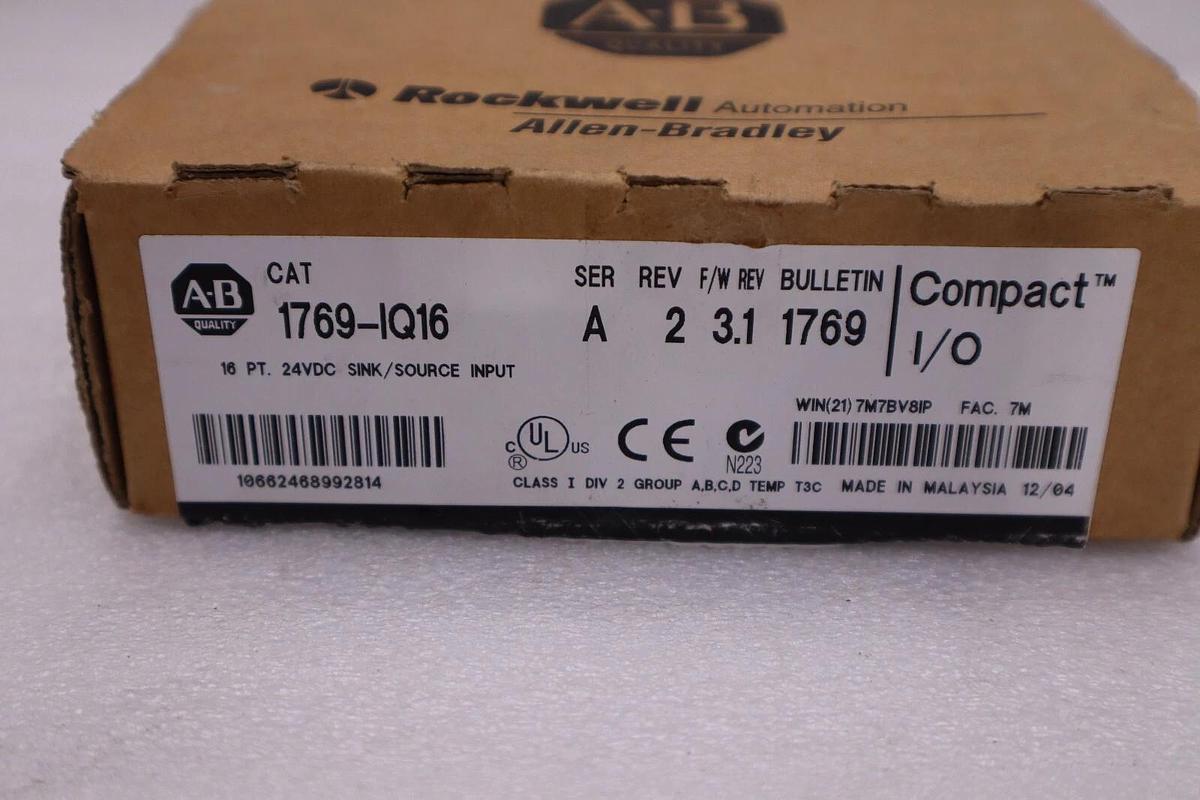 A-B
QUALITY
Rockwell Automation
Allen-Bradley
A-B
QUALITY
CAT
1769-IQ16
16 PT. 24VDC SINK/SOURCE INPUT
SER REV F/W REV BULLETIN
A 2 3.1 1769
Compact™
I/O
WIN(21) 7M7BV8IP FAC. 7M
10662468992814
C UL US
®
CE
N223
CLASS I DIV 2 GROUP A,B,C,D TEMP T3C MADE IN MALAYSIA 12/04